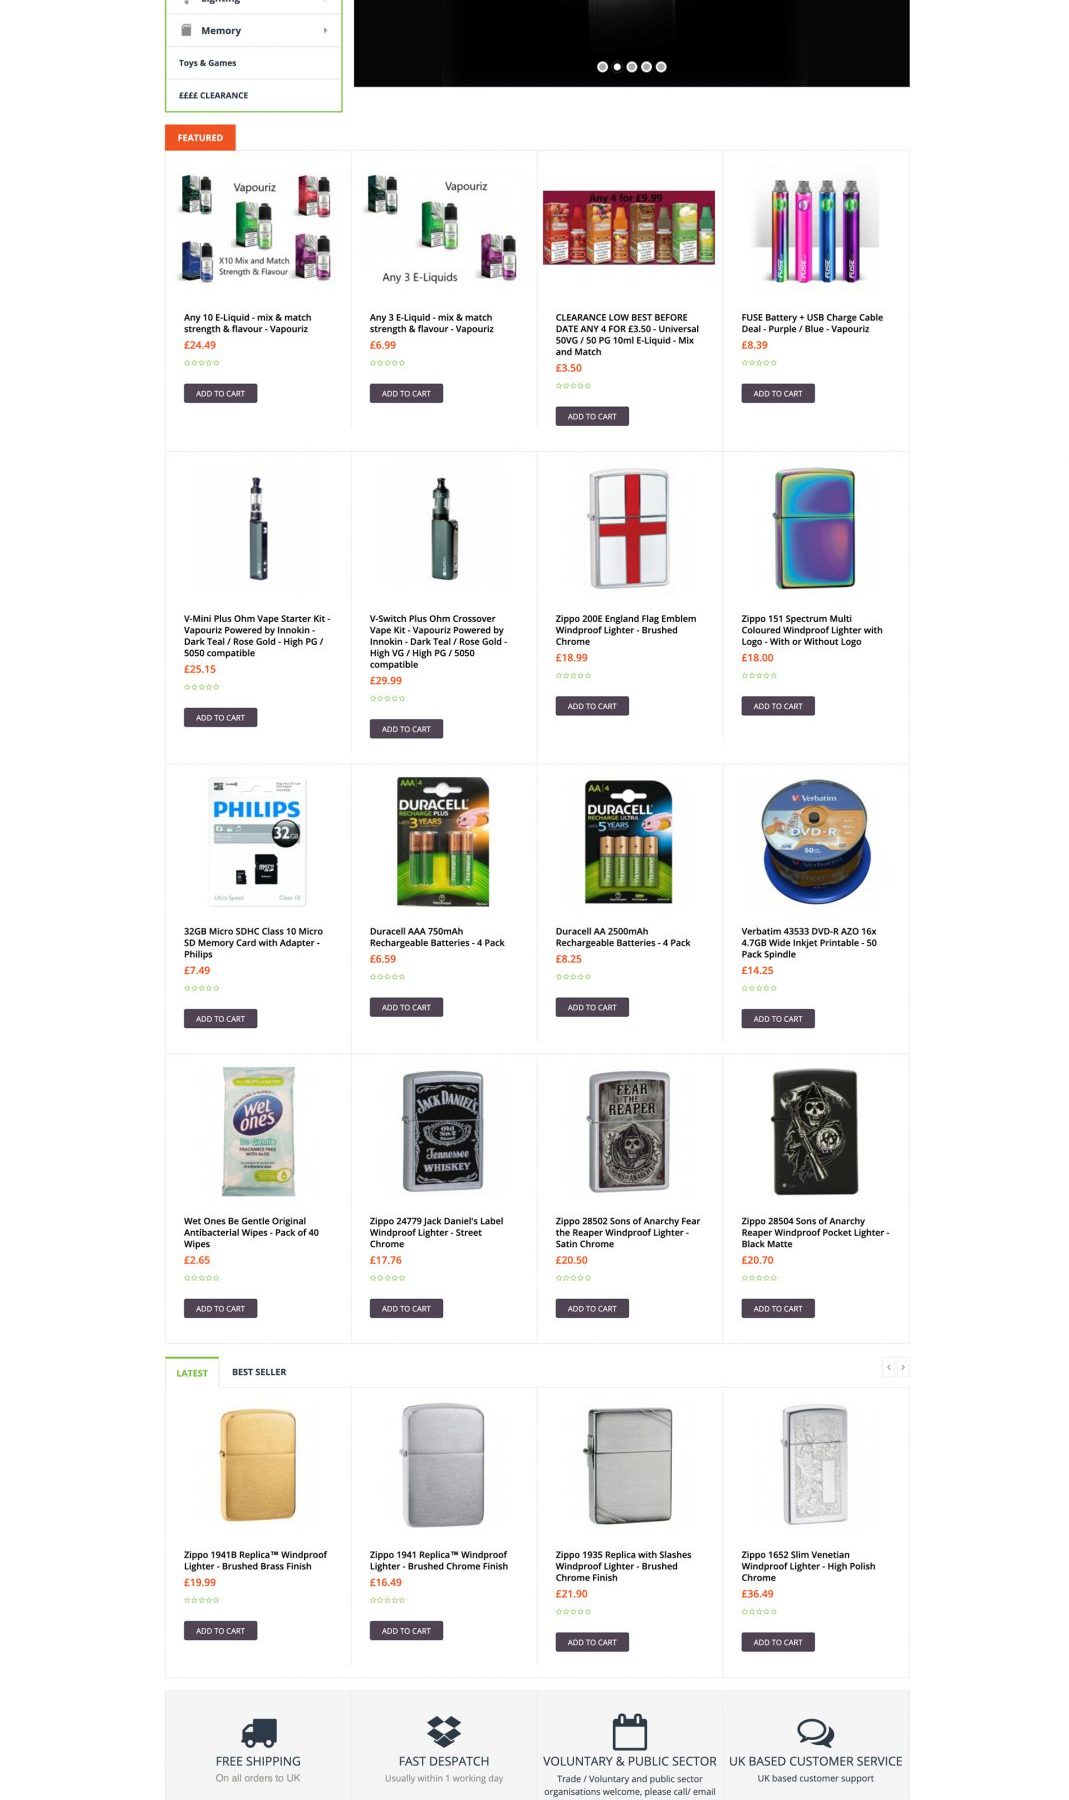 Lighting
Memory
Toys & Games
££££ CLEARANCE
FEATURED
Vapouriz
X10 Mix and Match
Strength & Flavour
Vapouriz
Any 3 E-Liquids
Any 4 for £9.99
FUSE FUSE FUSE FUSE
Any 10 E-Liquid - mix & match
strength & flavour - Vapouriz
£24.49
ADD TO CART
Any 3 E-Liquid - mix & match
strength & flavour - Vapouriz
£6.99
ADD TO CART
CLEARANCE LOW BEST BEFORE
DATE ANY 4 FOR £3.50 - Universal
50VG / 50 PG 10ml E-Liquid - Mix
and Match
£3.50
ADD TO CART
FUSE Battery + USB Charge Cable
Deal - Purple / Blue - Vapouriz
£8.39
ADD TO CART
V-Mini Plus Ohm Vape Starter Kit -
Vapouriz Powered by Innokin -
Dark Teal / Rose Gold - High PG /
5050 compatible
£25.15
ADD TO CART
V-Switch Plus Ohm Crossover
Vape Kit - Vapouriz Powered by
Innokin - Dark Teal / Rose Gold -
High VG / High PG / 5050
compatible
£29.99
ADD TO CART
Zippo 200E England Flag Emblem
Windproof Lighter - Brushed
Chrome
£18.99
ADD TO CART
Zippo 151 Spectrum Multi
Coloured Windproof Lighter with
Logo - With or Without Logo
£18.00
ADD TO CART
PHILIPS
32GB
micro
Ultra Speed
Class 10
AAA 4
DURACELL
RECHARGE PLUS
3 YEARS
AA 4
DURACELL
RECHARGE ULTRA
5 YEARS
Verbatim
DVD-R
50
Verbatim
32GB Micro SDHC Class 10 Micro
SD Memory Card with Adapter -
Philips
£7.49
ADD TO CART
Duracell AAA 750mAh
Rechargeable Batteries - 4 Pack
£6.59
ADD TO CART
Duracell AA 2500mAh
Rechargeable Batteries - 4 Pack
£8.25
ADD TO CART
Verbatim 43533 DVD-R AZO 16x
4.7GB Wide Inkjet Printable - 50
Pack Spindle
£14.25
ADD TO CART
Wet
ones
Be Gentle
FRAGRANCE FREE
WITH ALOE
JACK DANIEL'S
Old
No.7
Tennessee
WHISKEY
FEAR
THE
REAPER
Wet Ones Be Gentle Original
Antibacterial Wipes - Pack of 40
Wipes
£2.65
ADD TO CART
Zippo 24779 Jack Daniel's Label
Windproof Lighter - Street
Chrome
£17.76
ADD TO CART
Zippo 28502 Sons of Anarchy Fear
the Reaper Windproof Lighter -
Satin Chrome
£20.50
ADD TO CART
Zippo 28504 Sons of Anarchy
Reaper Windproof Pocket Lighter -
Black Matte
£20.70
ADD TO CART
LATEST
BEST SELLER
Zippo 1941B Replica™ Windproof
Lighter - Brushed Brass Finish
£19.99
ADD TO CART
Zippo 1941 Replica™ Windproof
Lighter - Brushed Chrome Finish
£16.49
ADD TO CART
Zippo 1935 Replica with Slashes
Windproof Lighter - Brushed
Chrome Finish
£21.90
ADD TO CART
Zippo 1652 Slim Venetian
Windproof Lighter - High Polish
Chrome
£36.49
ADD TO CART
FREE SHIPPING
On all orders to UK
FAST DESPATCH
Usually within 1 working day
VOLUNTARY & PUBLIC SECTOR
Trade / Voluntary and public sector
organisations welcome, please call/ email
UK BASED CUSTOMER SERVICE
UK based customer support